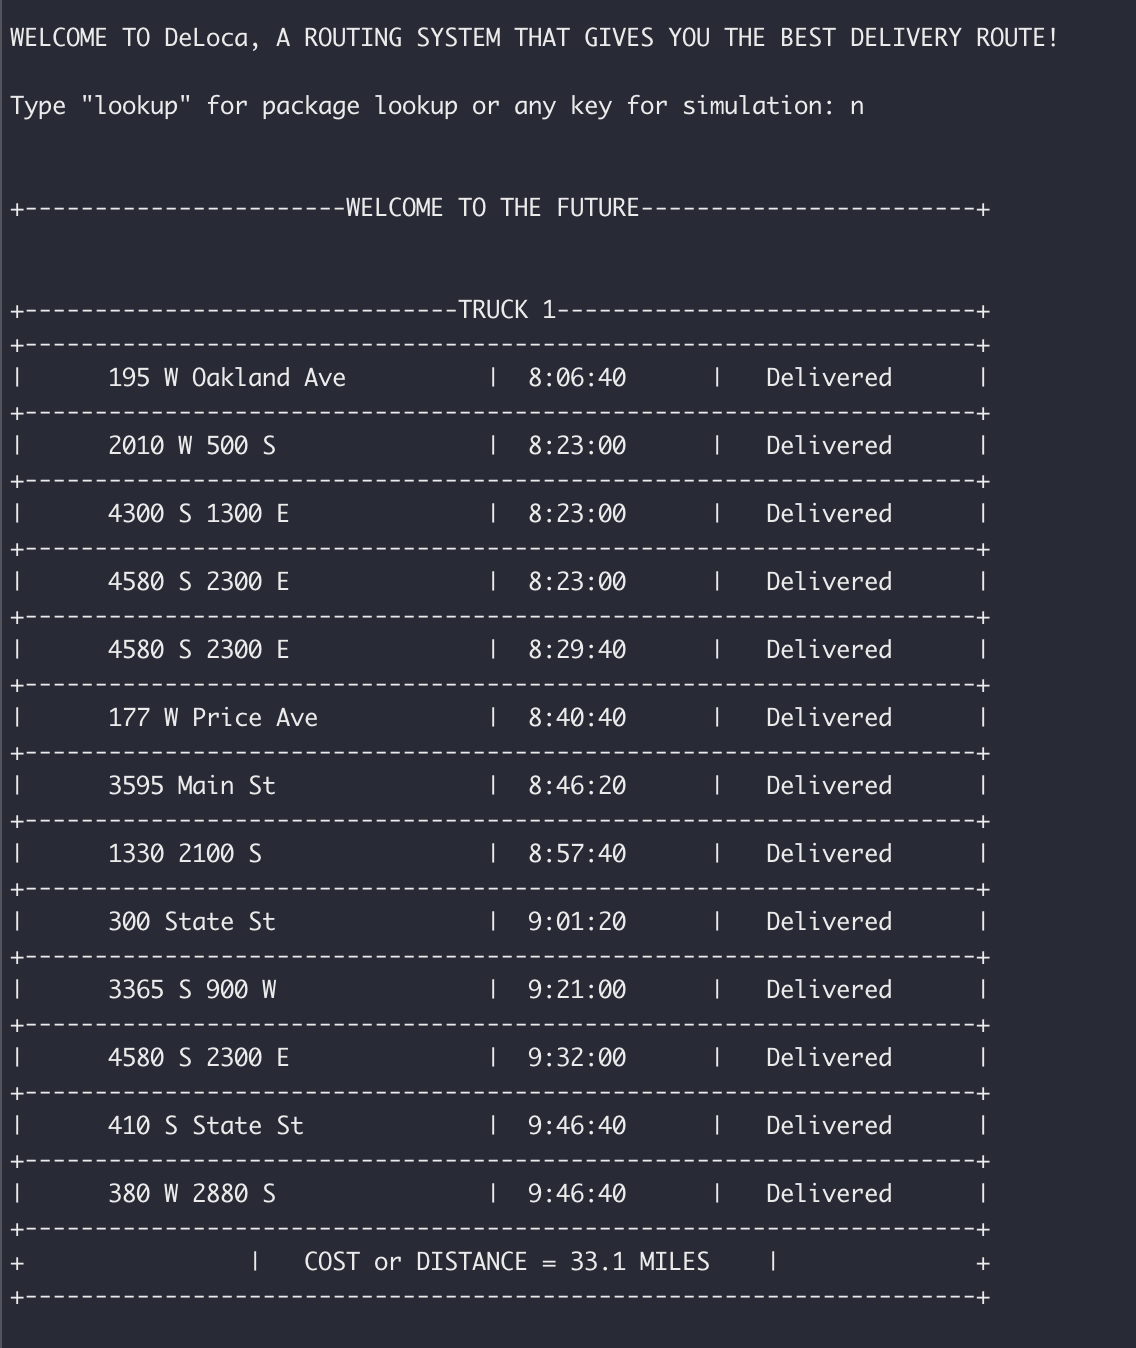 WELCOME TO DeLoca, A ROUTING SYSTEM THAT GIVES YOU THE BEST DELIVERY ROUTE!
Type "lookup" for package lookup or any key for simulation: n
+-----------------------WELCOME TO THE FUTURE------------------------+
+-------------------------------TRUCK 1------------------------------+
+--------------------------------------------------------------------+
| 195 W Oakland Ave | 8:06:40 | Delivered |
+--------------------------------------------------------------------+
| 2010 W 500 S | 8:23:00 | Delivered |
+--------------------------------------------------------------------+
| 4300 S 1300 E | 8:23:00 | Delivered |
+--------------------------------------------------------------------+
| 4580 S 2300 E | 8:23:00 | Delivered |
+--------------------------------------------------------------------+
| 4580 S 2300 E | 8:29:40 | Delivered |
+--------------------------------------------------------------------+
| 177 W Price Ave | 8:40:40 | Delivered |
+--------------------------------------------------------------------+
| 3595 Main St | 8:46:20 | Delivered |
+--------------------------------------------------------------------+
| 1330 2100 S | 8:57:40 | Delivered |
+--------------------------------------------------------------------+
| 300 State St | 9:01:20 | Delivered |
+--------------------------------------------------------------------+
| 3365 S 900 W | 9:21:00 | Delivered |
+--------------------------------------------------------------------+
| 4580 S 2300 E | 9:32:00 | Delivered |
+--------------------------------------------------------------------+
| 410 S State St | 9:46:40 | Delivered |
+--------------------------------------------------------------------+
| 380 W 2880 S | 9:46:40 | Delivered |
+--------------------------------------------------------------------+
+ | COST or DISTANCE = 33.1 MILES | +
+--------------------------------------------------------------------+